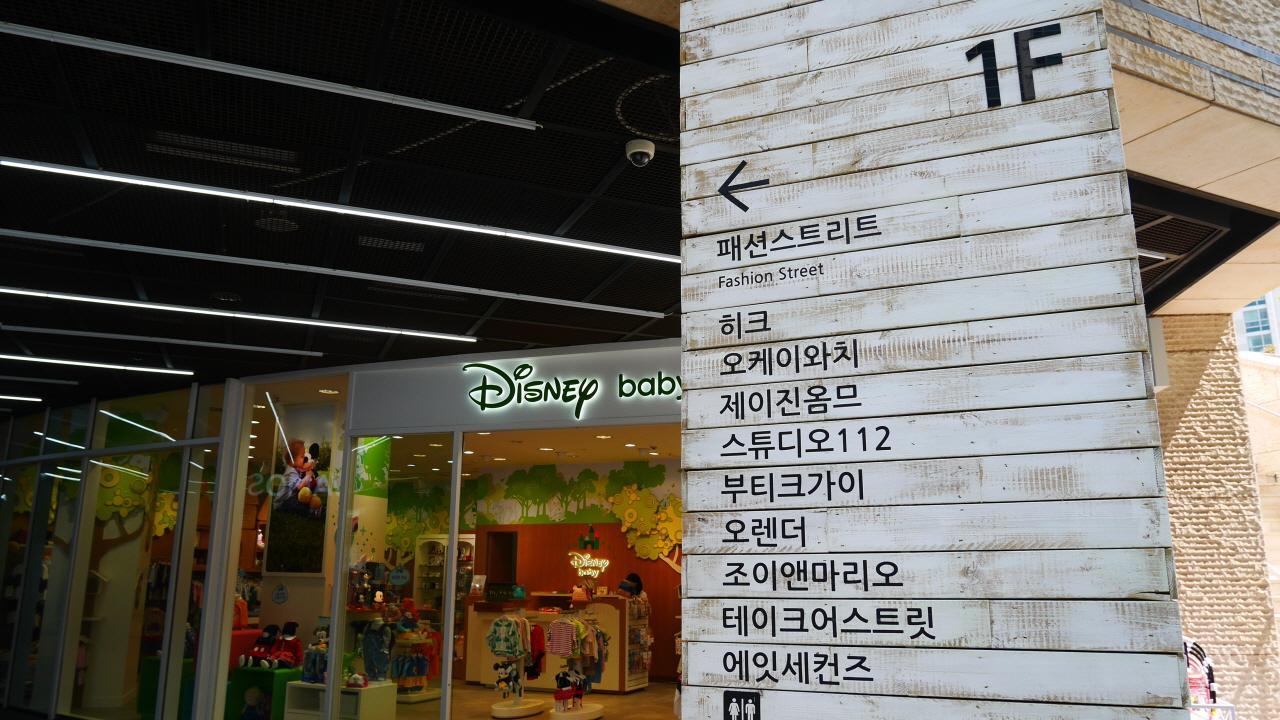 1F
←
패션스트리트
Fashion Street
히크
오케이와치
제이진옴므
스튜디오112
부티크가이
오렌더
조이앤마리오
테이크어스트릿
에잇세컨즈
DISNEY baby
DISNEY
baby